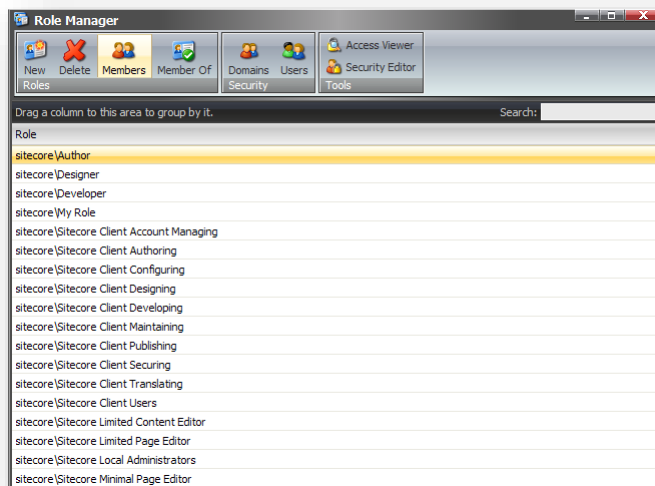 Role Manager
New Delete Members Member Of Domains Users Access Viewer
Security Editor
Roles Security Tools
Drag a column to this area to group by it. Search:
Role
sitecore\Author
sitecore\Designer
sitecore\Developer
sitecore\My Role
sitecore\Sitecore Client Account Managing
sitecore\Sitecore Client Authoring
sitecore\Sitecore Client Configuring
sitecore\Sitecore Client Designing
sitecore\Sitecore Client Developing
sitecore\Sitecore Client Maintaining
sitecore\Sitecore Client Publishing
sitecore\Sitecore Client Securing
sitecore\Sitecore Client Translating
sitecore\Sitecore Client Users
sitecore\Sitecore Limited Content Editor
sitecore\Sitecore Limited Page Editor
sitecore\Sitecore Local Administrators
sitecore\Sitecore Minimal Page Editor